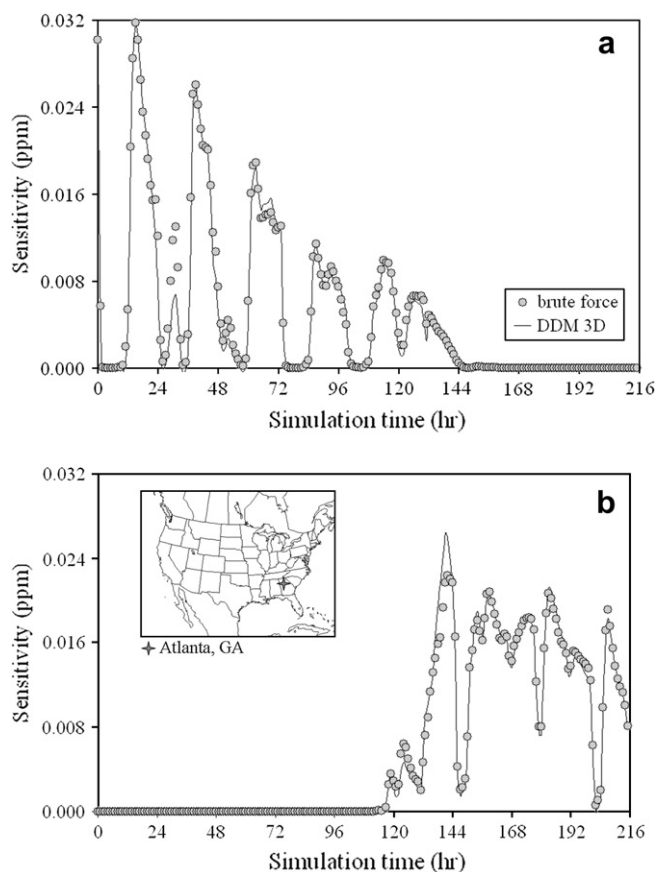 a
0.032
0.024
0.016
0.008
0.000
Sensitivity (ppm)
brute force
DDM 3D
0 24 48 72 96 120 144 168 192 216
Simulation time (hr)
b
0.032
0.024
0.016
0.008
0.000
Sensitivity (ppm)
Atlanta, GA
0 24 48 72 96 120 144 168 192 216
Simulation time (hr)